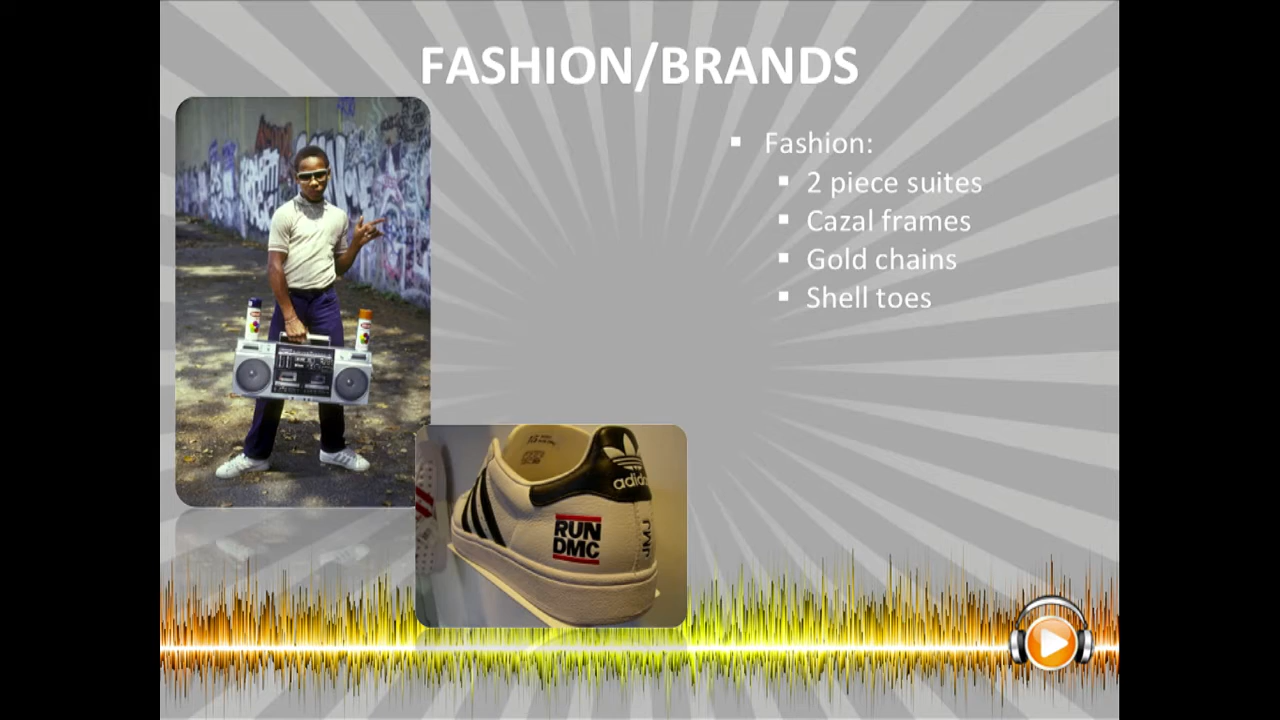 FASHION/BRANDS
Fashion:
2 piece suites
Cazal frames
Gold chains
Shell toes
adidas
RUN
DMC
JMJ